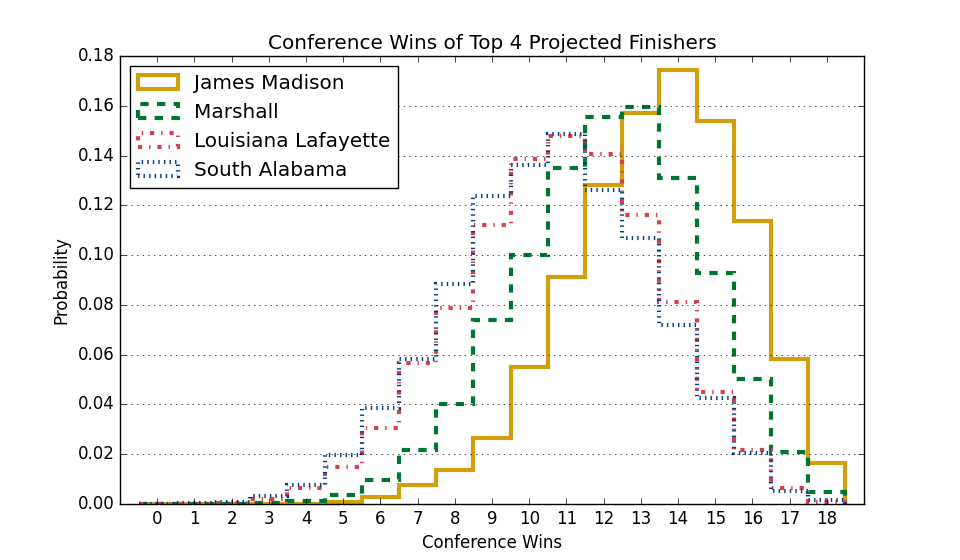 Conference Wins of Top 4 Projected Finishers
James Madison
Marshall
Louisiana Lafayette
South Alabama
Probability
0.18
0.16
0.14
0.12
0.10
0.08
0.06
0.04
0.02
0.00
0 1 2 3 4 5 6 7 8 9 10 11 12 13 14 15 16 17 18
Conference Wins